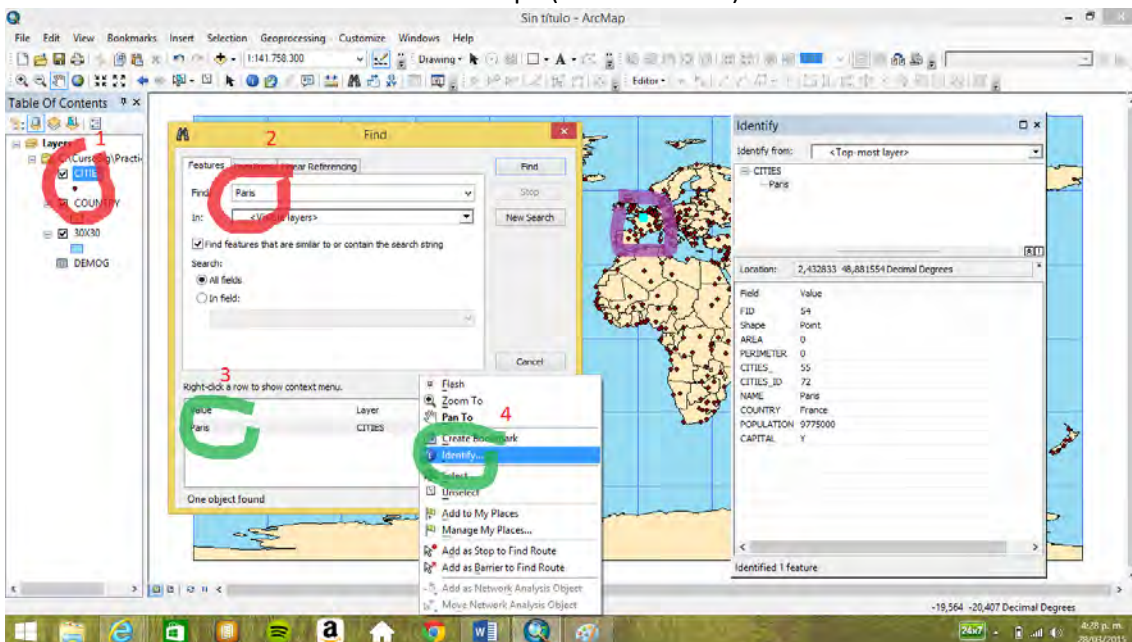 Sin título - ArcMap
File Edit View Bookmarks Insert Selection Geoprocessing Customize Windows Help
1:141.758.300
Drawing
Editor
Table Of Contents
1
Layers
C:\CursoSig\Practi
CITIES
COUNTRY
30X30
DEMOG
2
Find
Features Linear Referencing
Find:
Paris
In:
<Visible layers>
Find
Stop
New Search
Find features that are similar to or contain the search string
Search:
All fields
In field:
Cancel
3
Right-click a row to show context menu.
Value Layer
Paris CITIES
One object found
4
Flash
Zoom To
Pan To
Create Bookmark
Identify...
Select
Unselect
Add to My Places
Manage My Places...
Add as Stop to Find Route
Add as Barrier to Find Route
Add as Network Analysis Object
Move Network Analysis Object
Identify
Identify from: <Top-most layer>
CITIES
Paris
Location: 2,432833 48,881554 Decimal Degrees
Field Value
FID 54
Shape Point
AREA 0
PERIMETER 0
CITIES_ 55
CITIES_ID 72
NAME Paris
COUNTRY France
POPULATION 9775000
CAPITAL Y
Identified 1 feature
-19,564 -20,407 Decimal Degrees
24x7
4:28 p. m.
28/03/2015